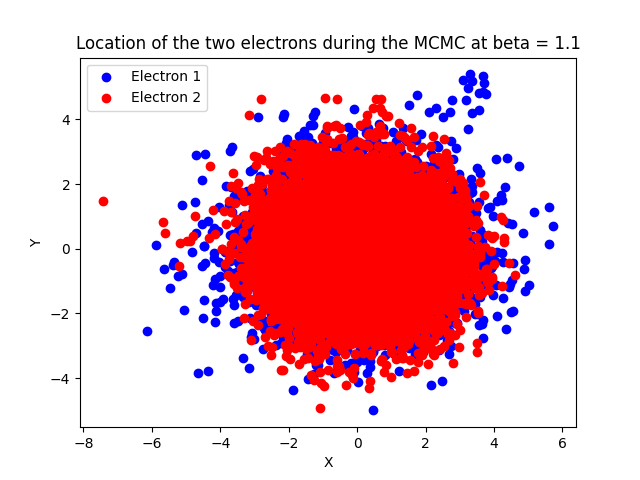 Location of the two electrons during the MCMC at beta = 1.1
Electron 1
Electron 2
4
2
0
−2
−4
Y
−8
−6
−4
−2
0
2
4
6
X